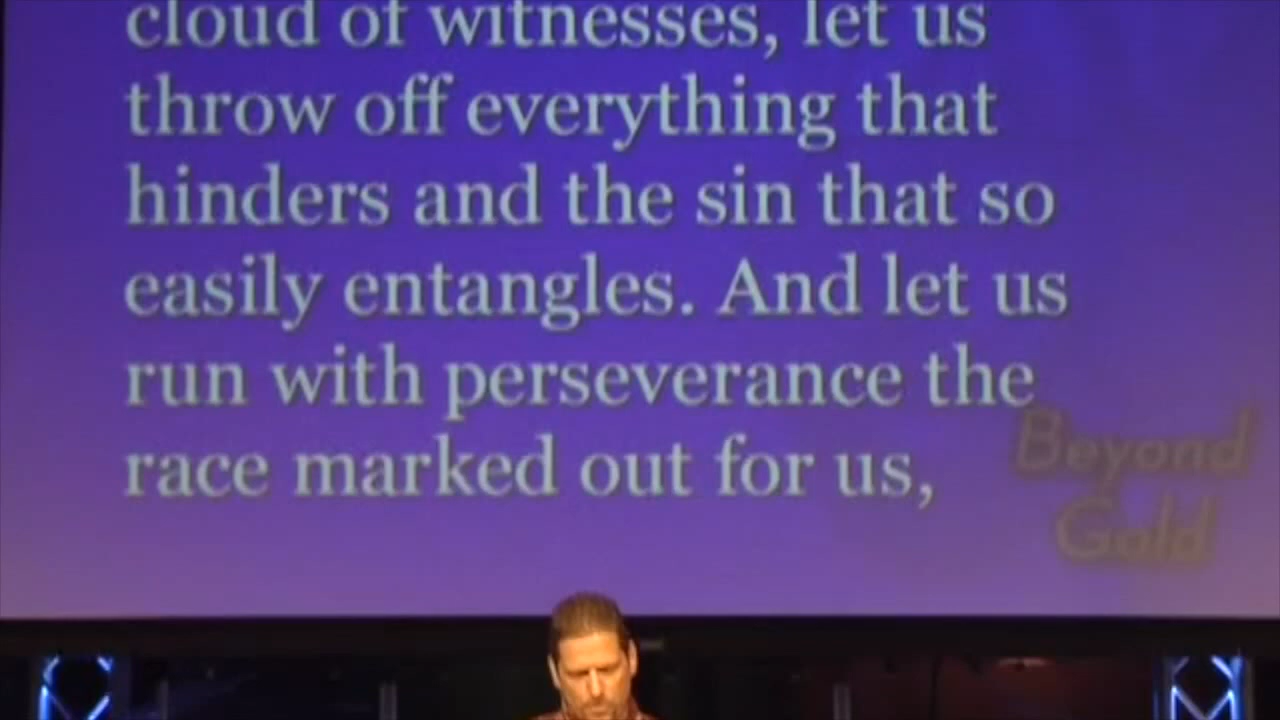 cloud of witnesses, let us
throw off everything that
hinders and the sin that so
easily entangles. And let us
run with perseverance the
race marked out for us,
Beyond
Gold